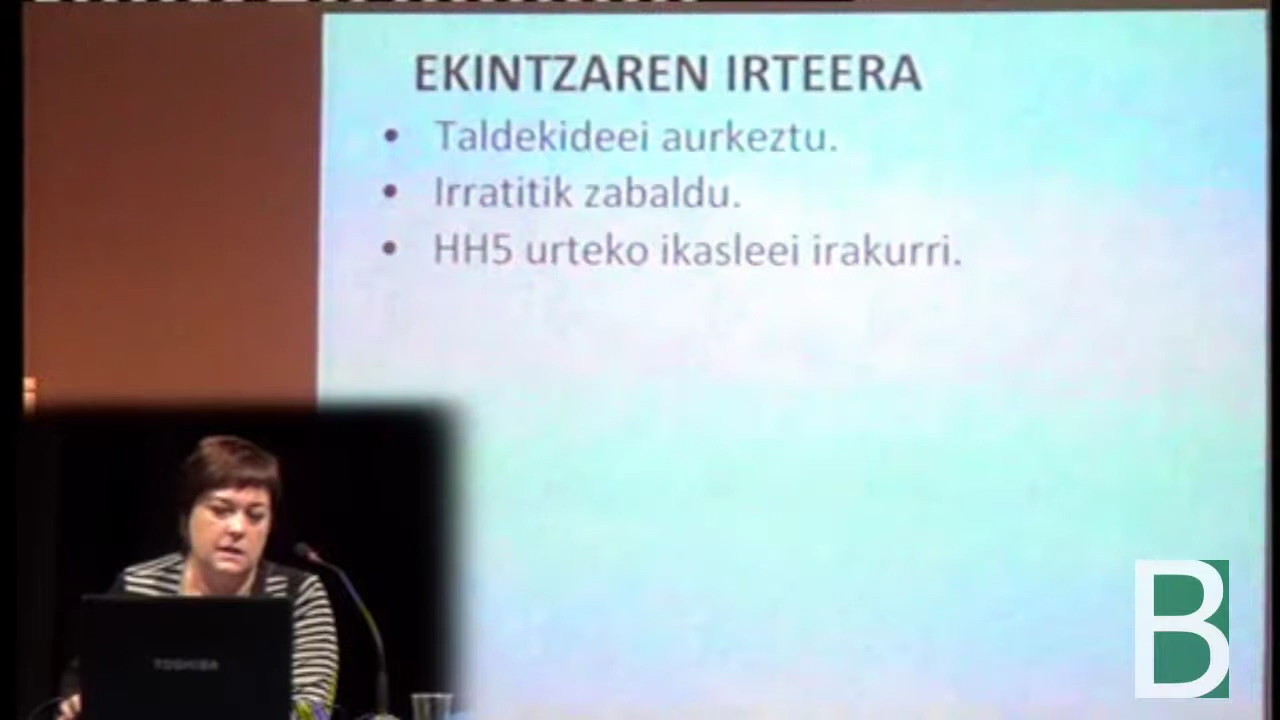 EKINTZAREN IRTEERA
• Taldekideei aurkeztu.
• Irratitik zabaldu.
• HH5 urteko ikasleei irakurri.
TOSHIBA
B